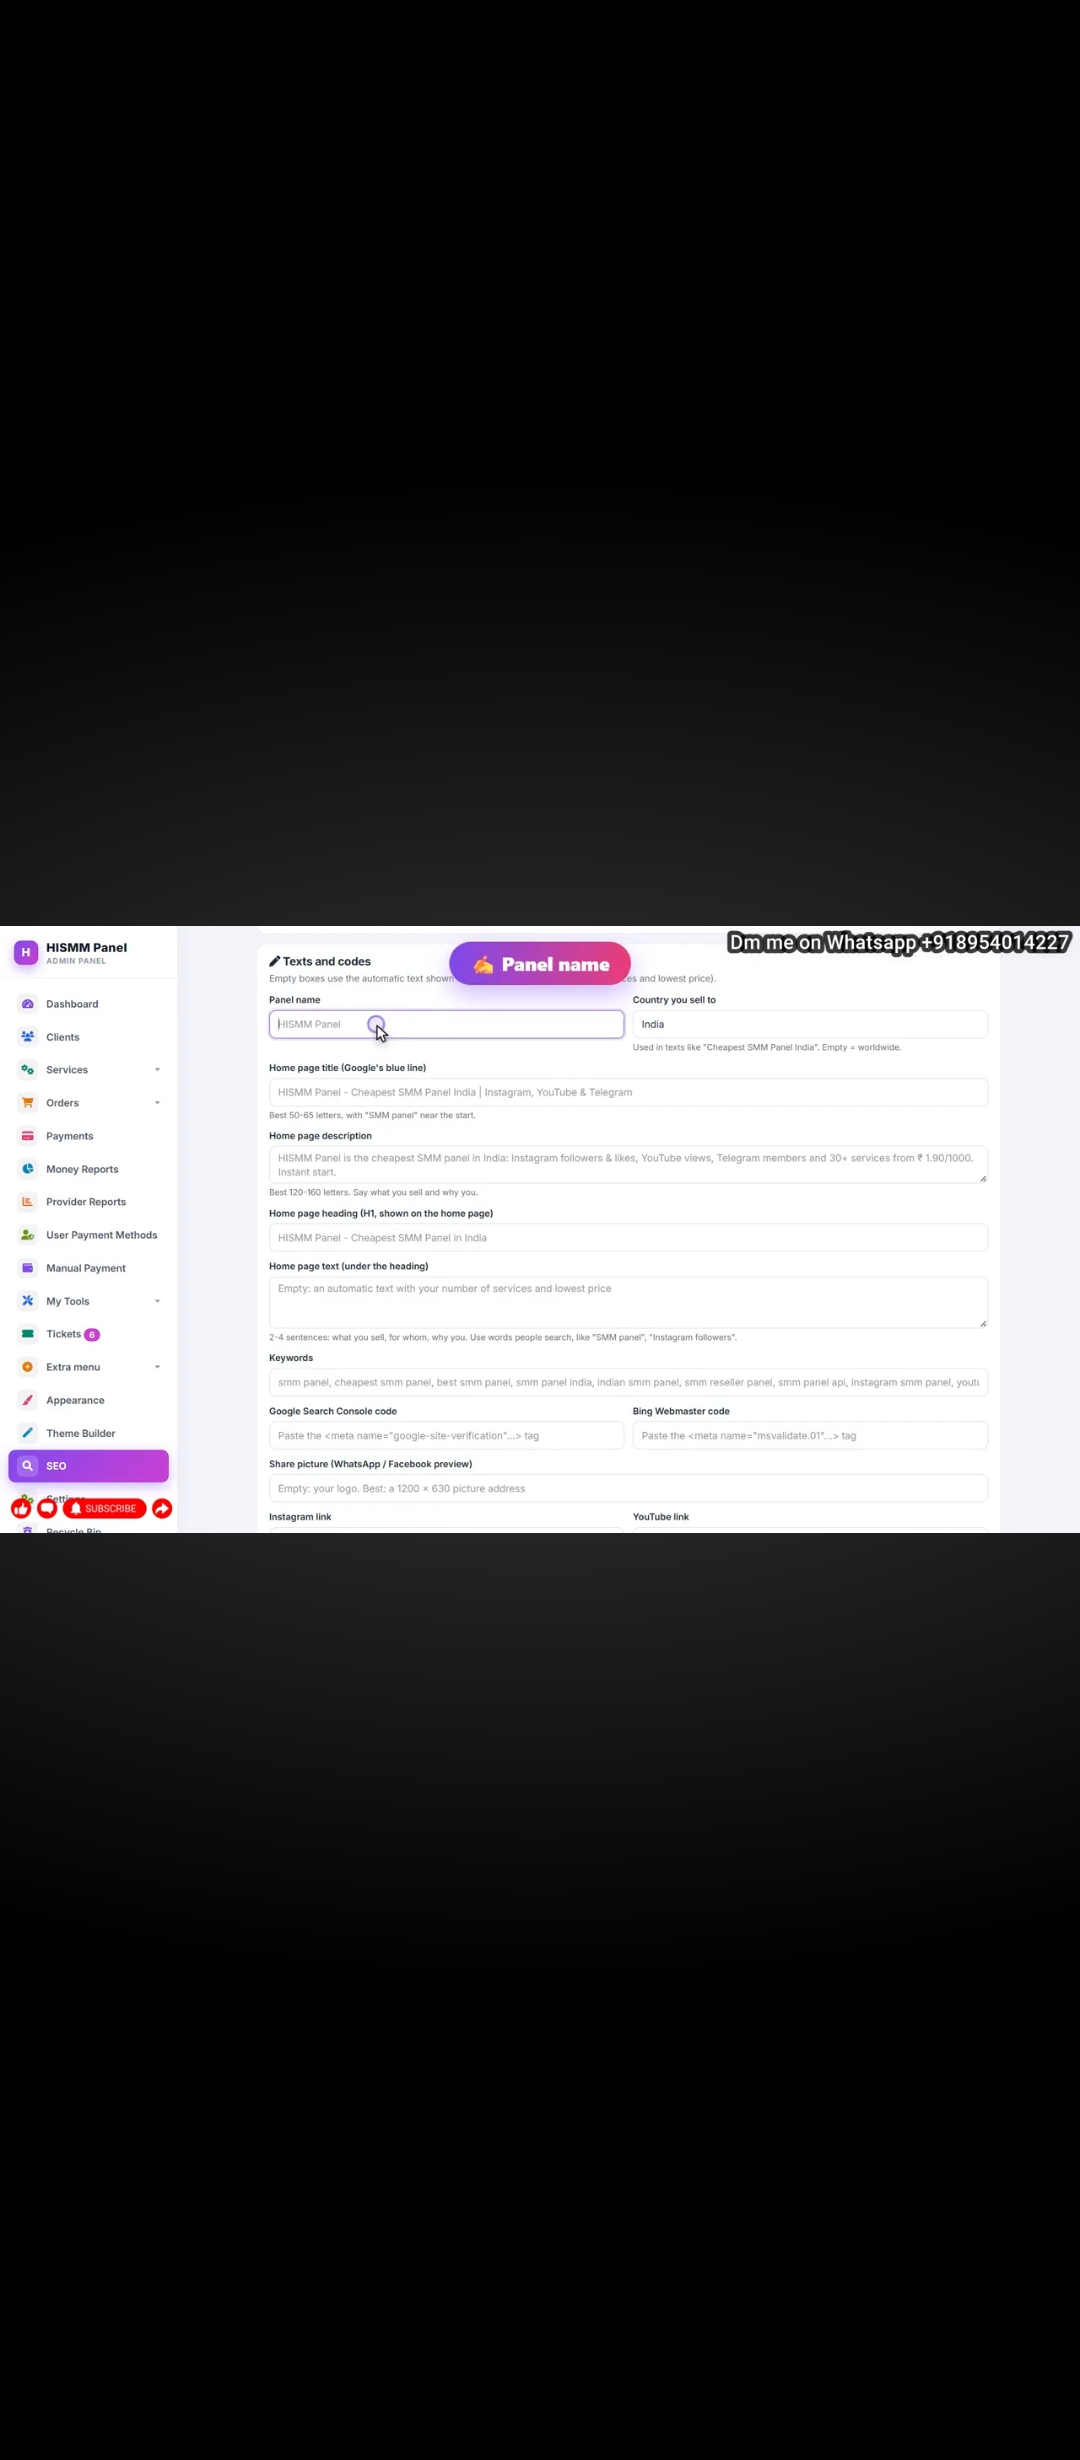 HISMM Panel
ADMIN PANEL
Dashboard
Clients
Services
Orders
Payments
Money Reports
Provider Reports
User Payment Methods
Manual Payment
My Tools
Tickets 6
Extra menu
Appearance
Theme Builder
SEO
SUBSCRIBE
Recycle Bin
Dm me on Whatsapp +918954014227
✍️ Panel name
Texts and codes
Empty boxes use the automatic text shown
and lowest price).
Panel name
HISMM Panel
Country you sell to
India
Used in texts like "Cheapest SMM Panel India". Empty = worldwide.
Home page title (Google's blue line)
HISMM Panel - Cheapest SMM Panel India | Instagram, YouTube & Telegram
Best 50-65 letters, with "SMM panel" near the start.
Home page description
HISMM Panel is the cheapest SMM panel in India: Instagram followers & likes, YouTube views, Telegram members and 30+ services from ₹ 1.90/1000.
Instant start.
Best 120-160 letters. Say what you sell and why you.
Home page heading (H1, shown on the home page)
HISMM Panel - Cheapest SMM Panel in India
Home page text (under the heading)
Empty: an automatic text with your number of services and lowest price
2-4 sentences: what you sell, for whom, why you. Use words people search, like "SMM panel", "Instagram followers".
Keywords
smm panel, cheapest smm panel, best smm panel, smm panel india, indian smm panel, smm reseller panel, smm panel api, instagram smm panel, youtu
Google Search Console code
Paste the <meta name="google-site-verification"...> tag
Bing Webmaster code
Paste the <meta name="msvalidate.01"...> tag
Share picture (WhatsApp / Facebook preview)
Empty: your logo. Best: a 1200 × 630 picture address
Instagram link
YouTube link